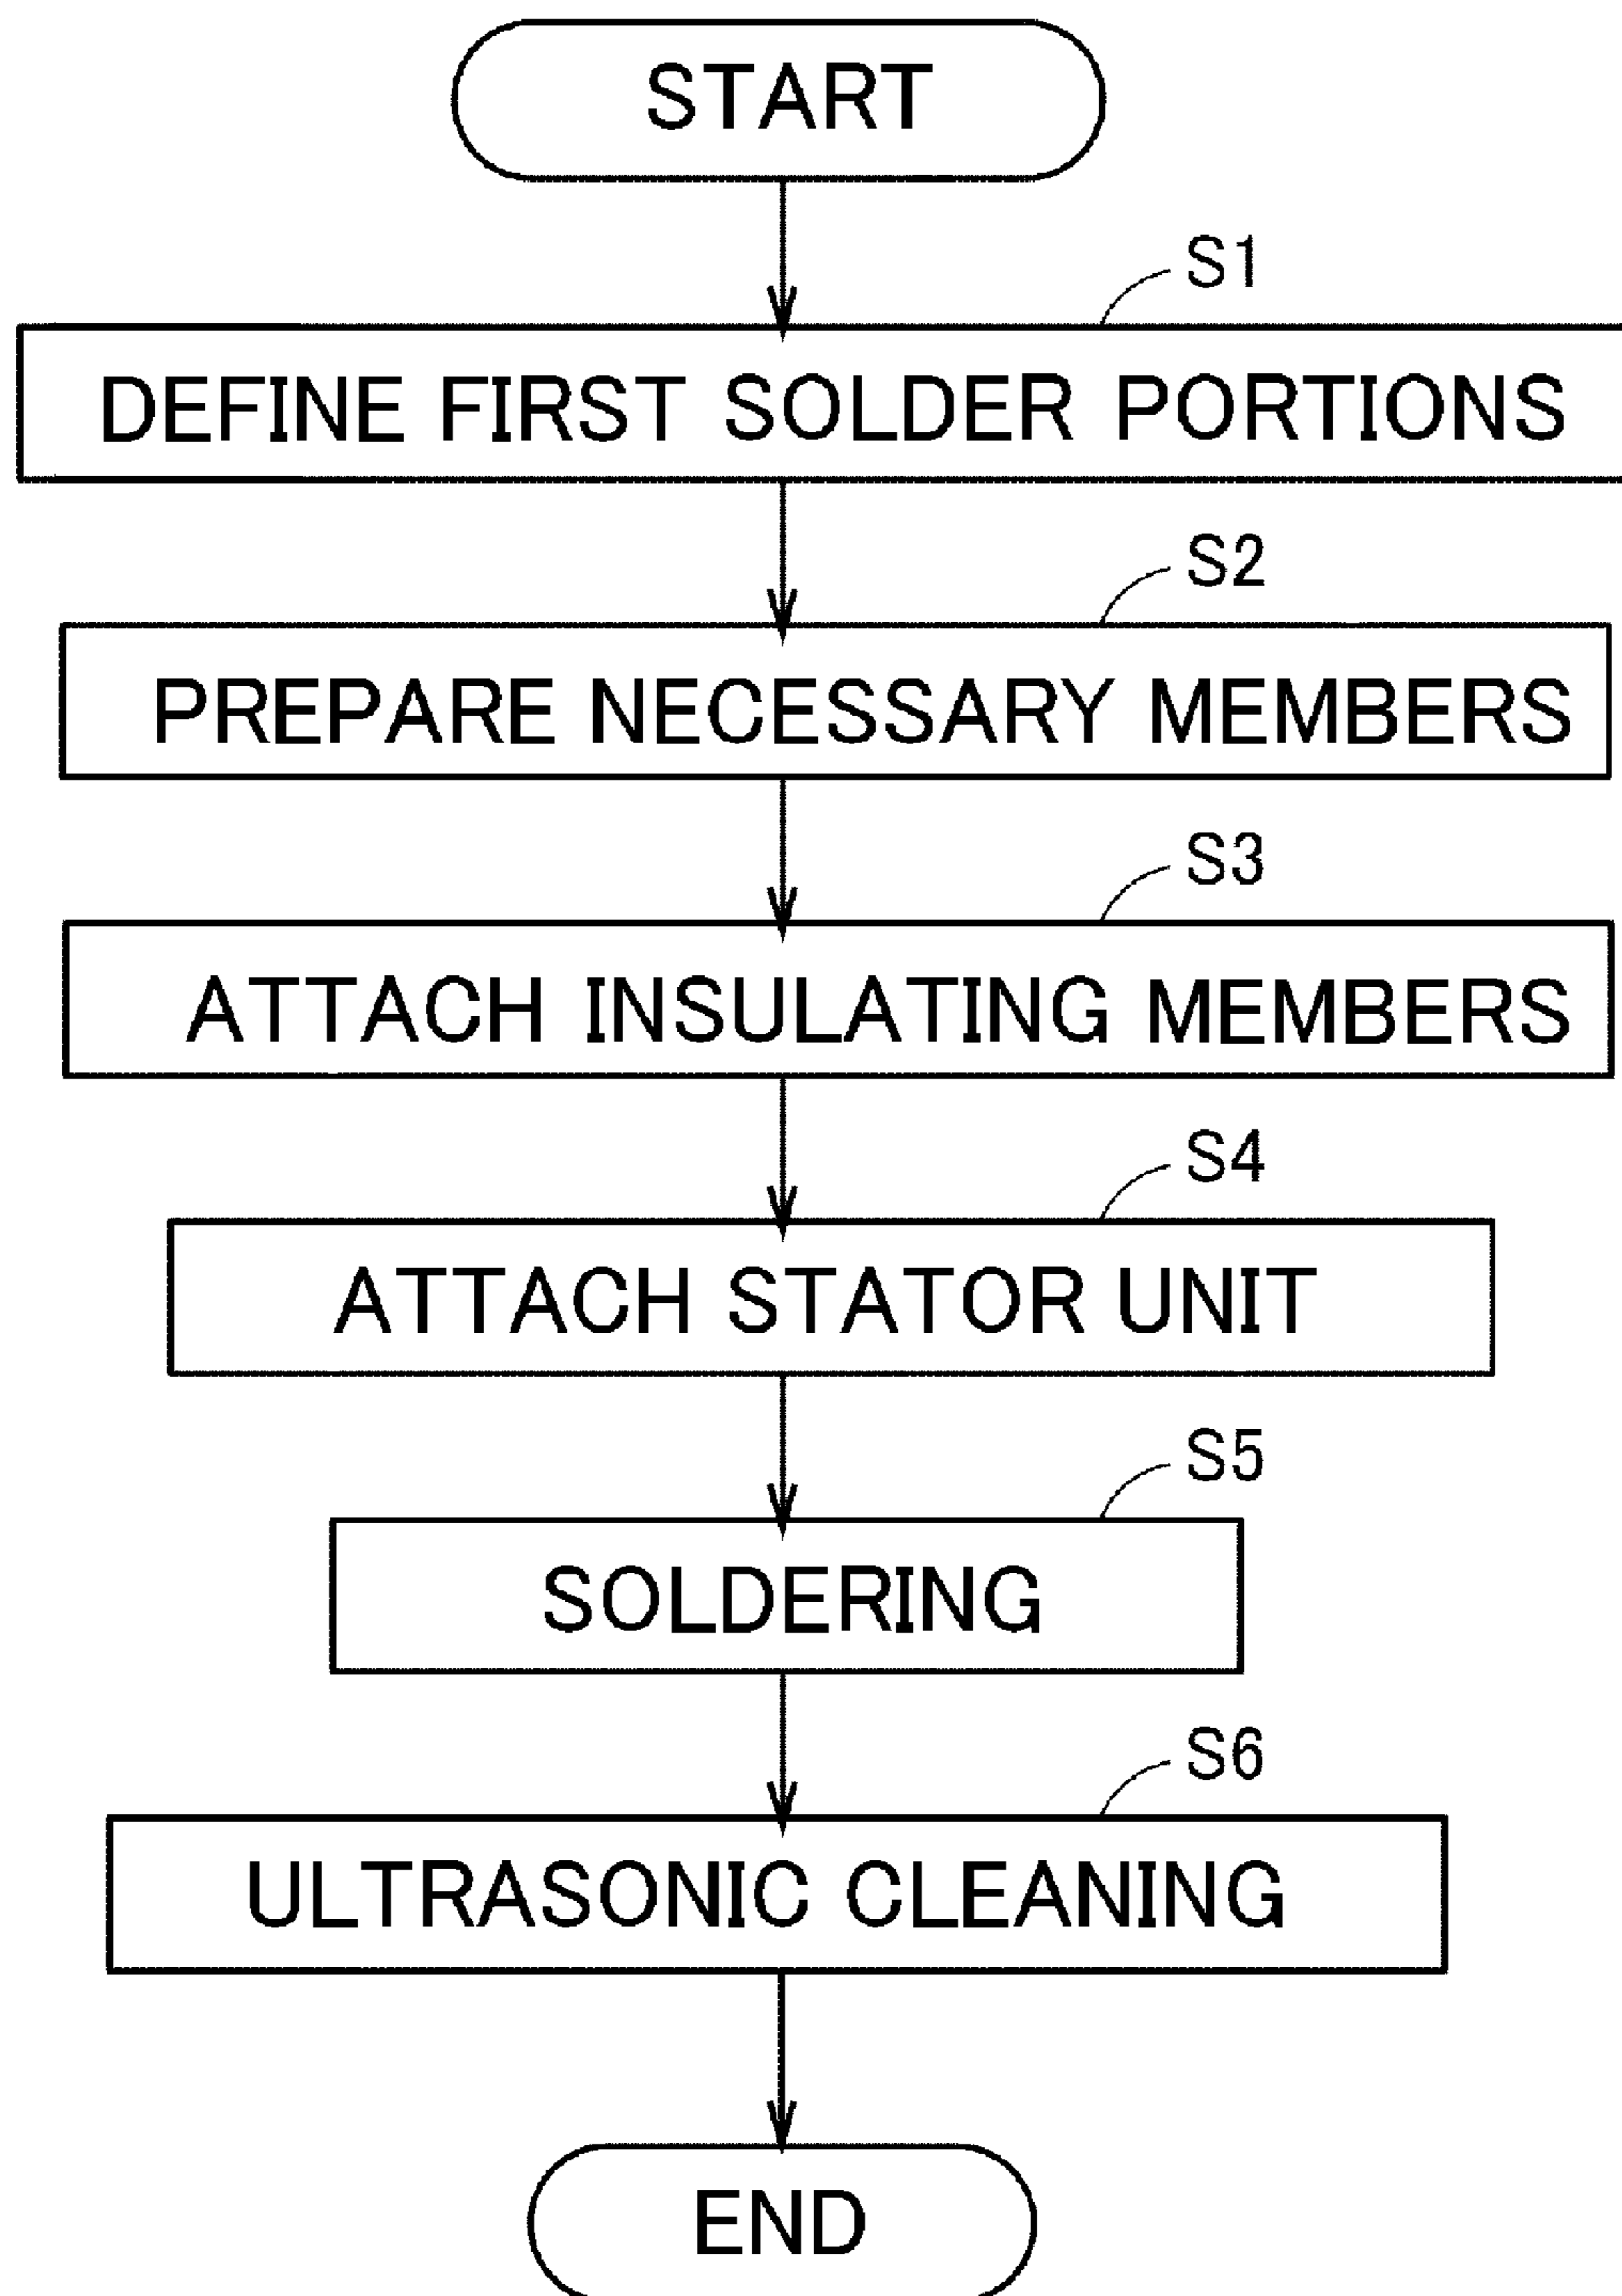 START
S1
DEFINE FIRST SOLDER PORTIONS
S2
PREPARE NECESSARY MEMBERS
S3
ATTACH INSULATING MEMBERS
S4
ATTACH STATOR UNIT
S5
SOLDERING
S6
ULTRASONIC CLEANING
END